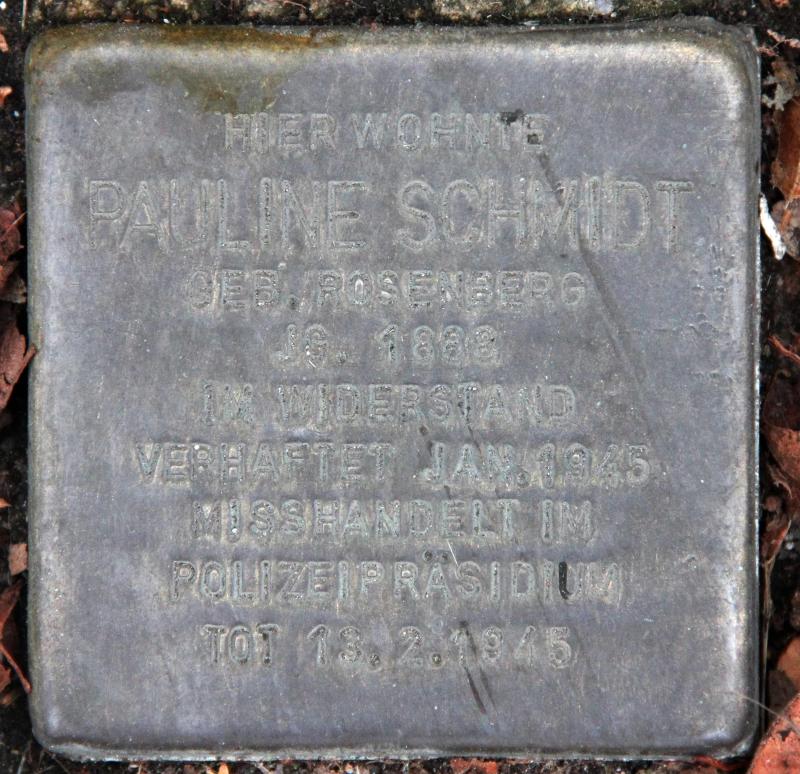 HIER WOHNTE
PAULINE SCHMIDT
GEB. ROSENBERG
JG. 1888
IM WIDERSTAND
VERHAFTET JAN. 1945
MISSHANDELT IM
POLIZEIPRÄSIDIUM
TOT 13.2.1945